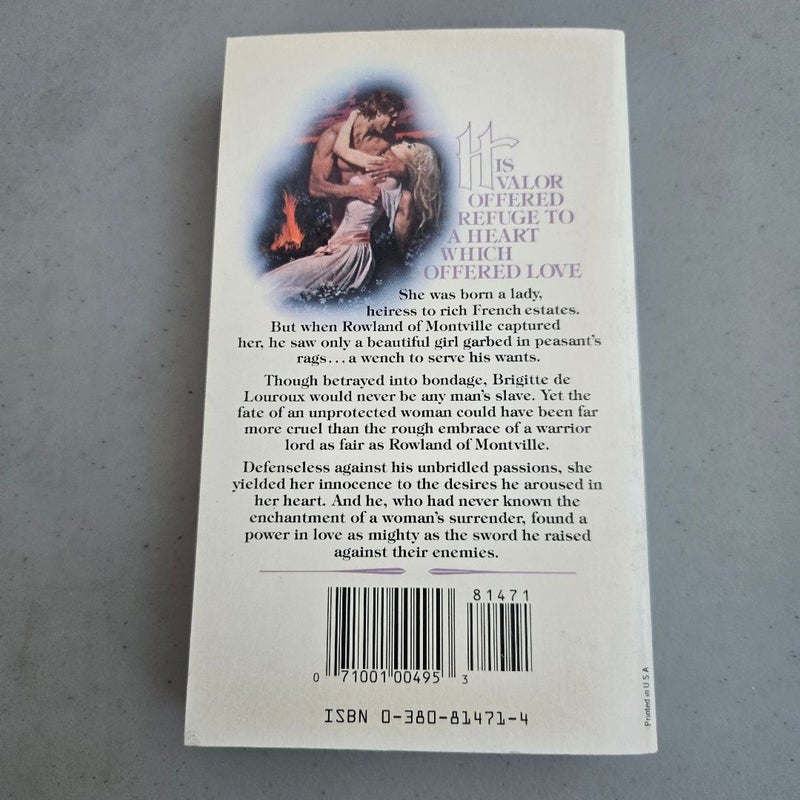 HIS
VALOR
OFFERED
REFUGE TO
A HEART
WHICH
OFFERED LOVE
She was born a lady,
heiress to rich French estates.
But when Rowland of Montville captured
her, he saw only a beautiful girl garbed in peasant's
rags...a wench to serve his wants.
Though betrayed into bondage, Brigitte de
Louroux would never be any man's slave. Yet the
fate of an unprotected woman could have been far
more cruel than the rough embrace of a warrior
lord as fair as Rowland of Montville.
Defenseless against his unbridled passions, she
yielded her innocence to the desires he aroused in
her heart. And he, who had never known the
enchantment of a woman's surrender, found a
power in love as mighty as the sword he raised
against their enemies.
81471
0 71001 00495 3
ISBN 0-380-81471-4
Printed in U.S.A